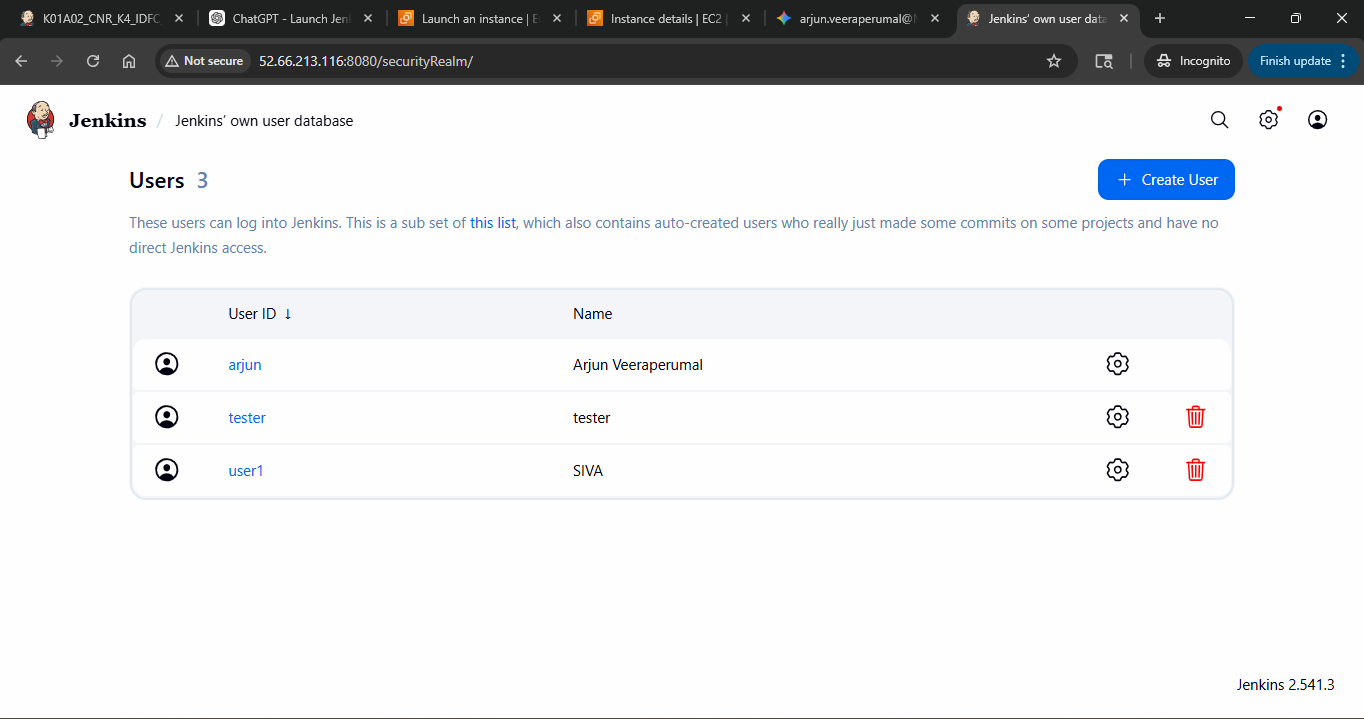 K01A02_CNR_K4_IDFC_
ChatGPT - Launch Jen
Launch an instance | E
Instance details | EC2 |
arjun.veeraperumal@N
Jenkins' own user data
Not secure
52.66.213.116:8080/securityRealm/
Incognito
Finish update
Jenkins / Jenkins' own user database
Users 3
+ Create User
These users can log into Jenkins. This is a sub set of this list, which also contains auto-created users who really just made some commits on some projects and have no
direct Jenkins access.
User ID ↓ Name
arjun Arjun Veeraperumal
tester tester
user1 SIVA
Jenkins 2.541.3